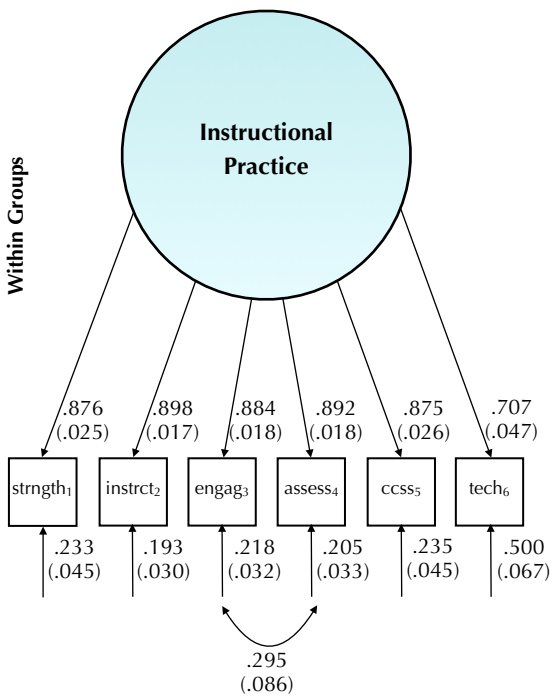 Instructional
Practice
Within Groups
.876 .898 .884 .892 .875 .707
(.025) (.017) (.018) (.018) (.026) (.047)
strngth₁ instrct₂ engag₃ assess₄ ccss₅ tech₆
.233 .193 .218 .205 .235 .500
(.045) (.030) (.032) (.033) (.045) (.067)
.295
(.086)